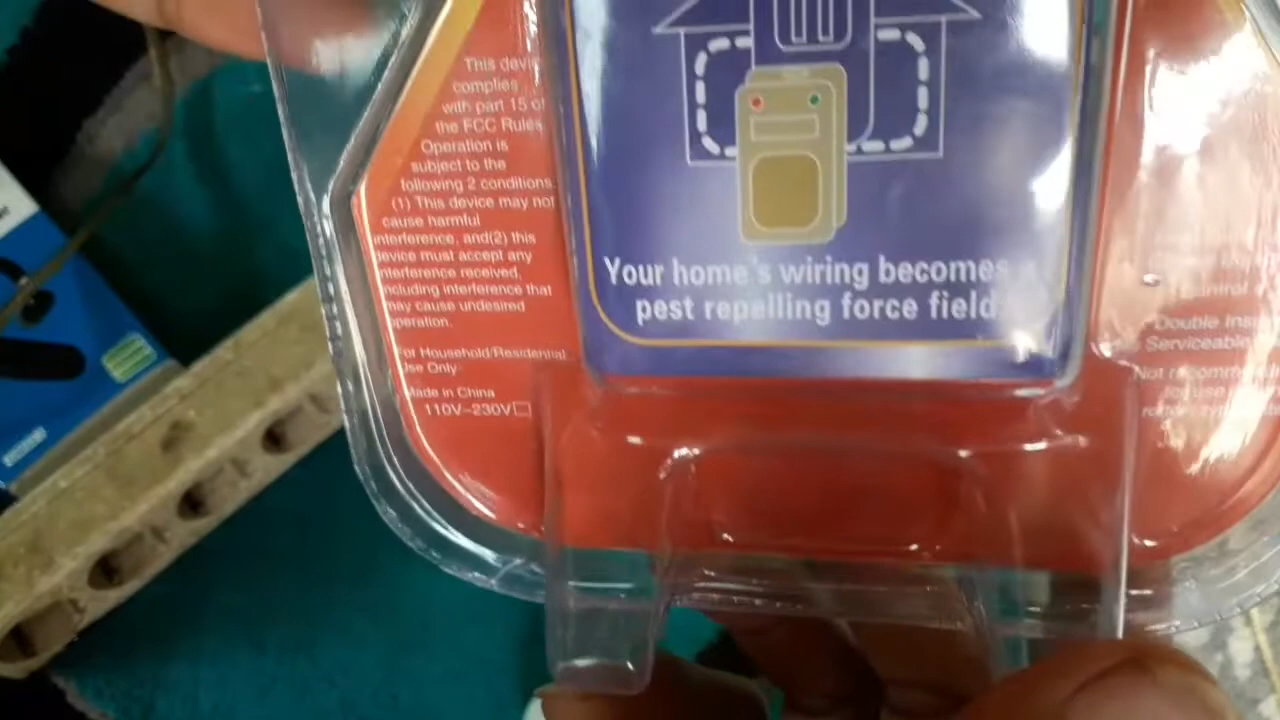 This
complies
with part 15 of
the FCC Rules
Operation is
subject to the
following 2 conditions:
(1) This device may not
cause harmful
interference, and(2) this
device must accept any
interference received,
including interference that
may cause undesired
operation.
For Household/Residential
Use Only
Made in China
110V~230V
Your home's wiring becomes
pest repelling force field
Double
Serviceable
Not
for use